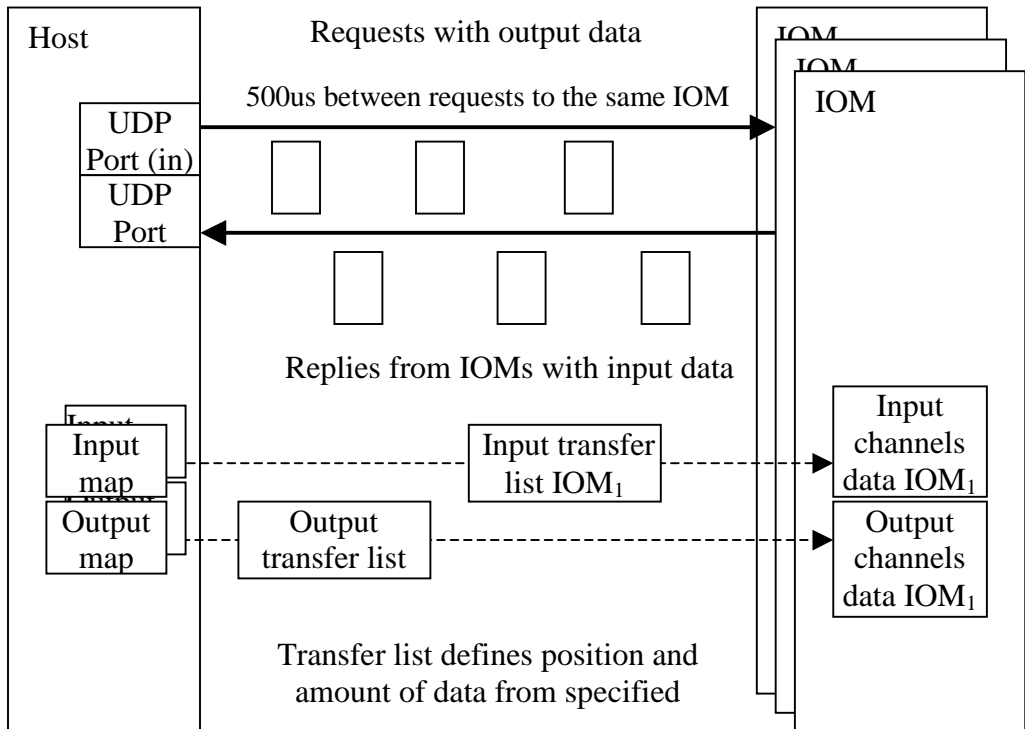 Host
Requests with output data
IOM
IOM
IOM
500us between requests to the same IOM
UDP
Port (in)
UDP
Port
Replies from IOMs with input data
Input
Input
map
Input transfer
list IOM₁
Input
channels
data IOM₁
Output
Output
map
Output
transfer list
Output
channels
data IOM₁
Transfer list defines position and
amount of data from specified